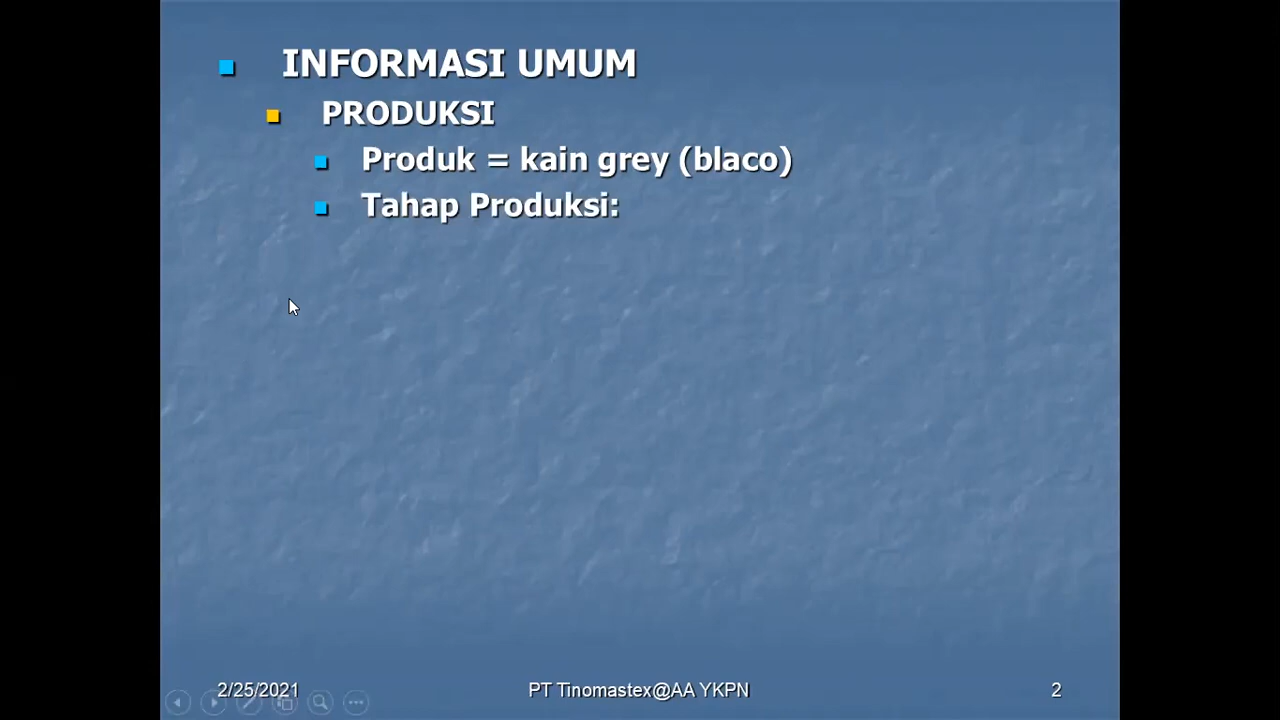 INFORMASI UMUM
PRODUKSI
Produk = kain grey (blaco)
Tahap Produksi:
2/25/2021
PT Tinomastex@AA YKPN
2